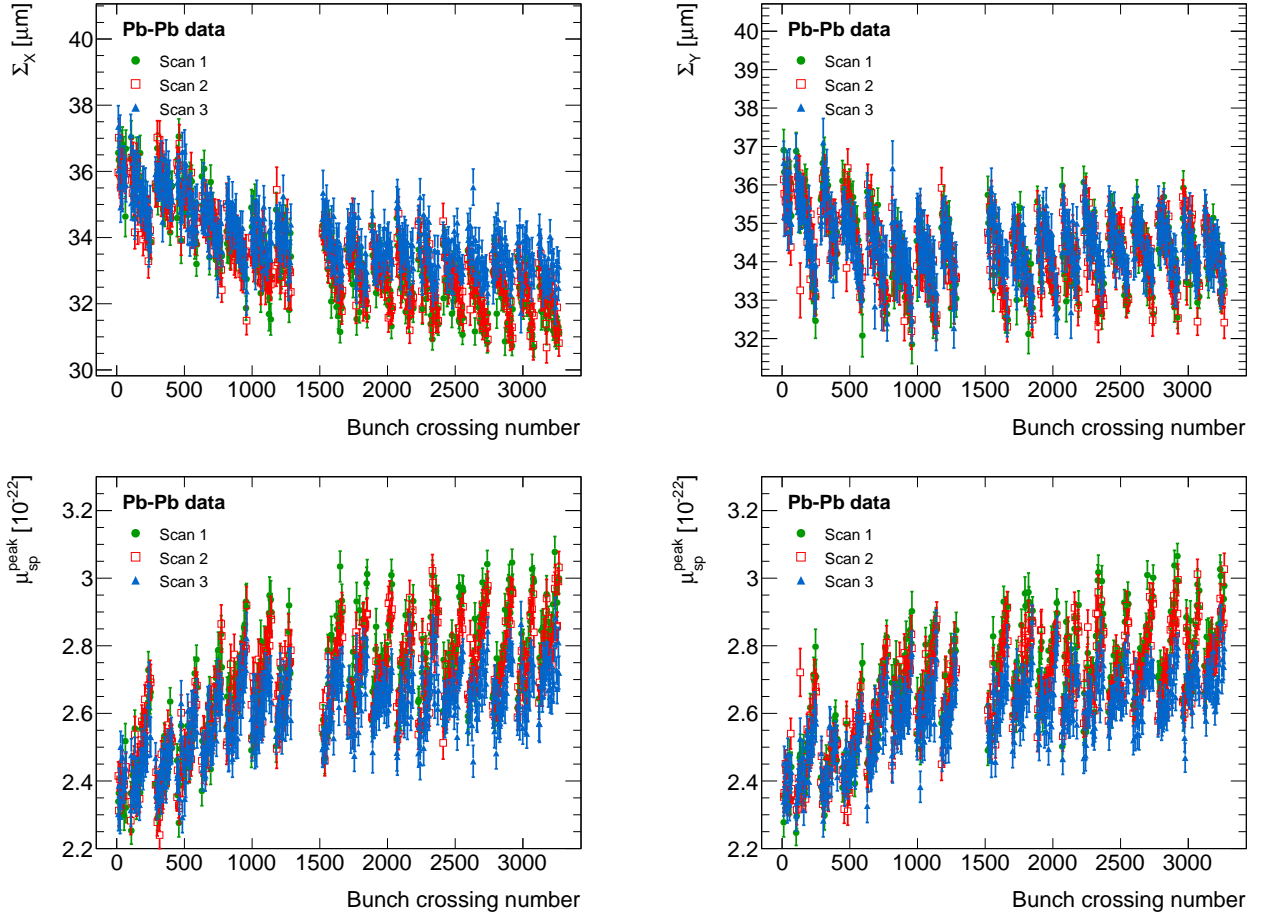 Σ_X [μm]
Pb-Pb data
Scan 1
Scan 2
Scan 3
40
38
36
34
32
30
0 500 1000 1500 2000 2500 3000
Bunch crossing number
Σ_Y [μm]
Pb-Pb data
Scan 1
Scan 2
Scan 3
40
39
38
37
36
35
34
33
32
0 500 1000 1500 2000 2500 3000
Bunch crossing number
μ_sp^peak [10^-22]
Pb-Pb data
Scan 1
Scan 2
Scan 3
3.2
3
2.8
2.6
2.4
2.2
0 500 1000 1500 2000 2500 3000
Bunch crossing number
μ_sp^peak [10^-22]
Pb-Pb data
Scan 1
Scan 2
Scan 3
3.2
3
2.8
2.6
2.4
2.2
0 500 1000 1500 2000 2500 3000
Bunch crossing number